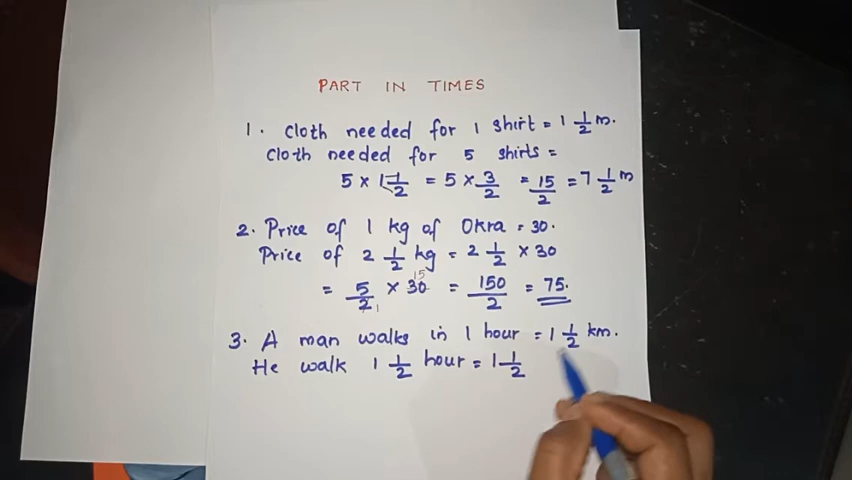 PART IN TIMES
1. Cloth needed for 1 shirt = 1 1/2 m.
Cloth needed for 5 shirts =
5 × 1 1/2 = 5 × 3/2 = 15/2 = 7 1/2 m
2. Price of 1 kg of Okra = 30.
Price of 2 1/2 kg = 2 1/2 × 30
= 5/2 1 × 30 15 = 150/2 = 75.
3. A man walks in 1 hour = 1 1/2 km.
He walk 1 1/2 hour = 1 1/2